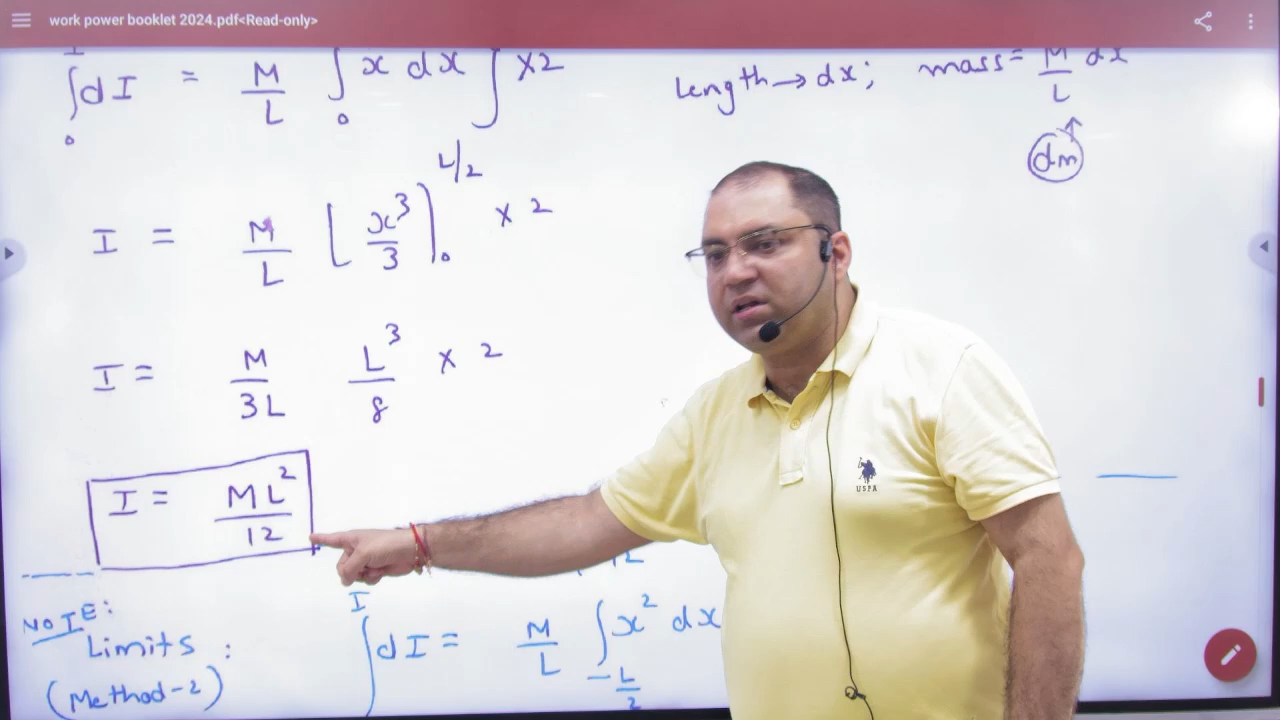 work power booklet 2024.pdf<Read-only>
∫₀ dI = M/L ∫₀ x dx ∫ ×2
length → dx; mass = M/L dx
dm
I = M/L [x³/3]₀^(L/2) × 2
I = M/3L L³/8 × 2
I = ML²/12
USPA
NOTE:
Limits :
(Method-2)
∫^I dI = M/L ∫_(-L/2) x² dx